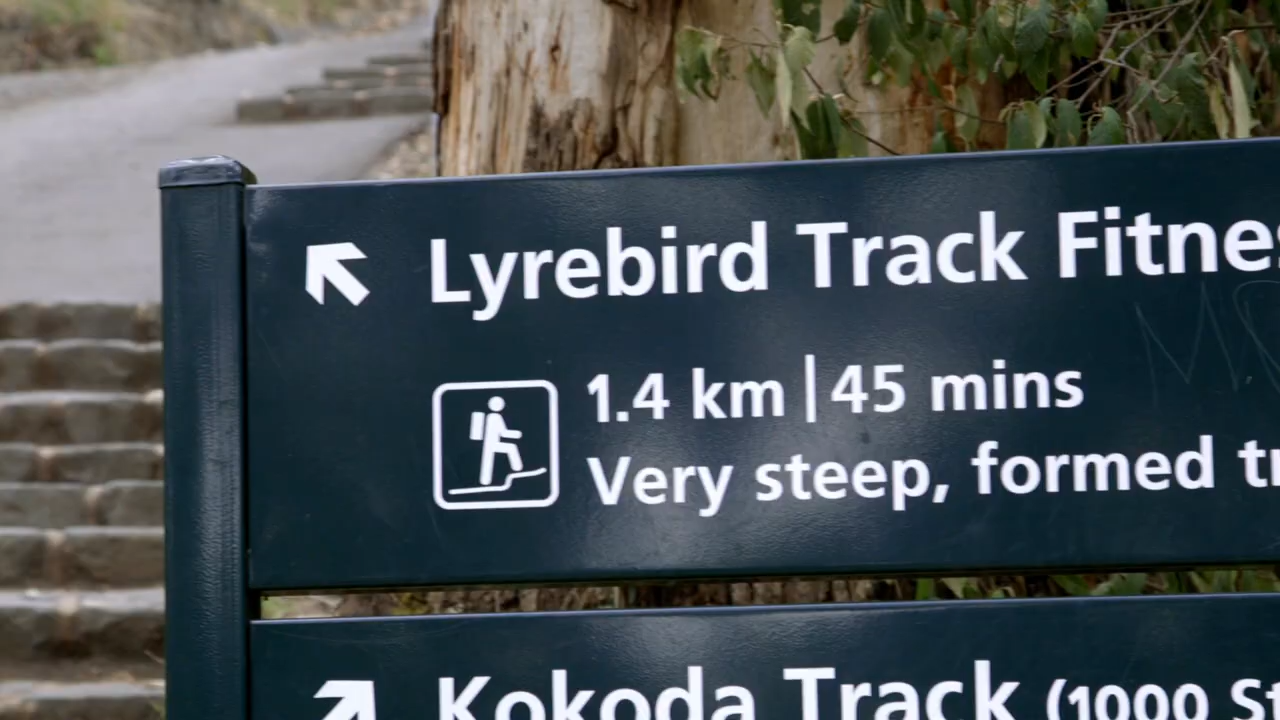 Lyrebird Track Fitnes
1.4 km | 45 mins
Very steep, formed tr
Kokoda Track (1000 St